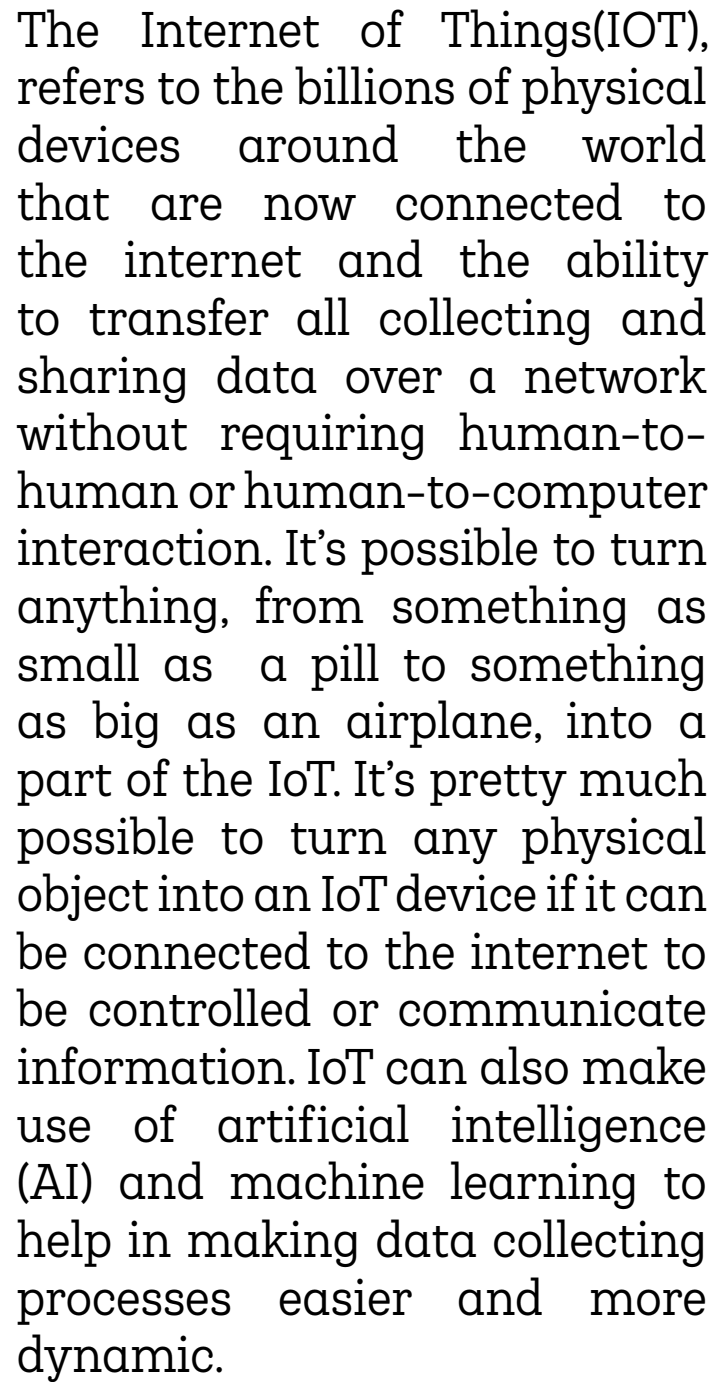 The Internet of Things(IOT),
refers to the billions of physical
devices around the world
that are now connected to
the internet and the ability
to transfer all collecting and
sharing data over a network
without requiring human-to-
human or human-to-computer
interaction. It’s possible to turn
anything, from something as
small as a pill to something
as big as an airplane, into a
part of the IoT. It’s pretty much
possible to turn any physical
object into an IoT device if it can
be connected to the internet to
be controlled or communicate
information. IoT can also make
use of artificial intelligence
(AI) and machine learning to
help in making data collecting
processes easier and more
dynamic.